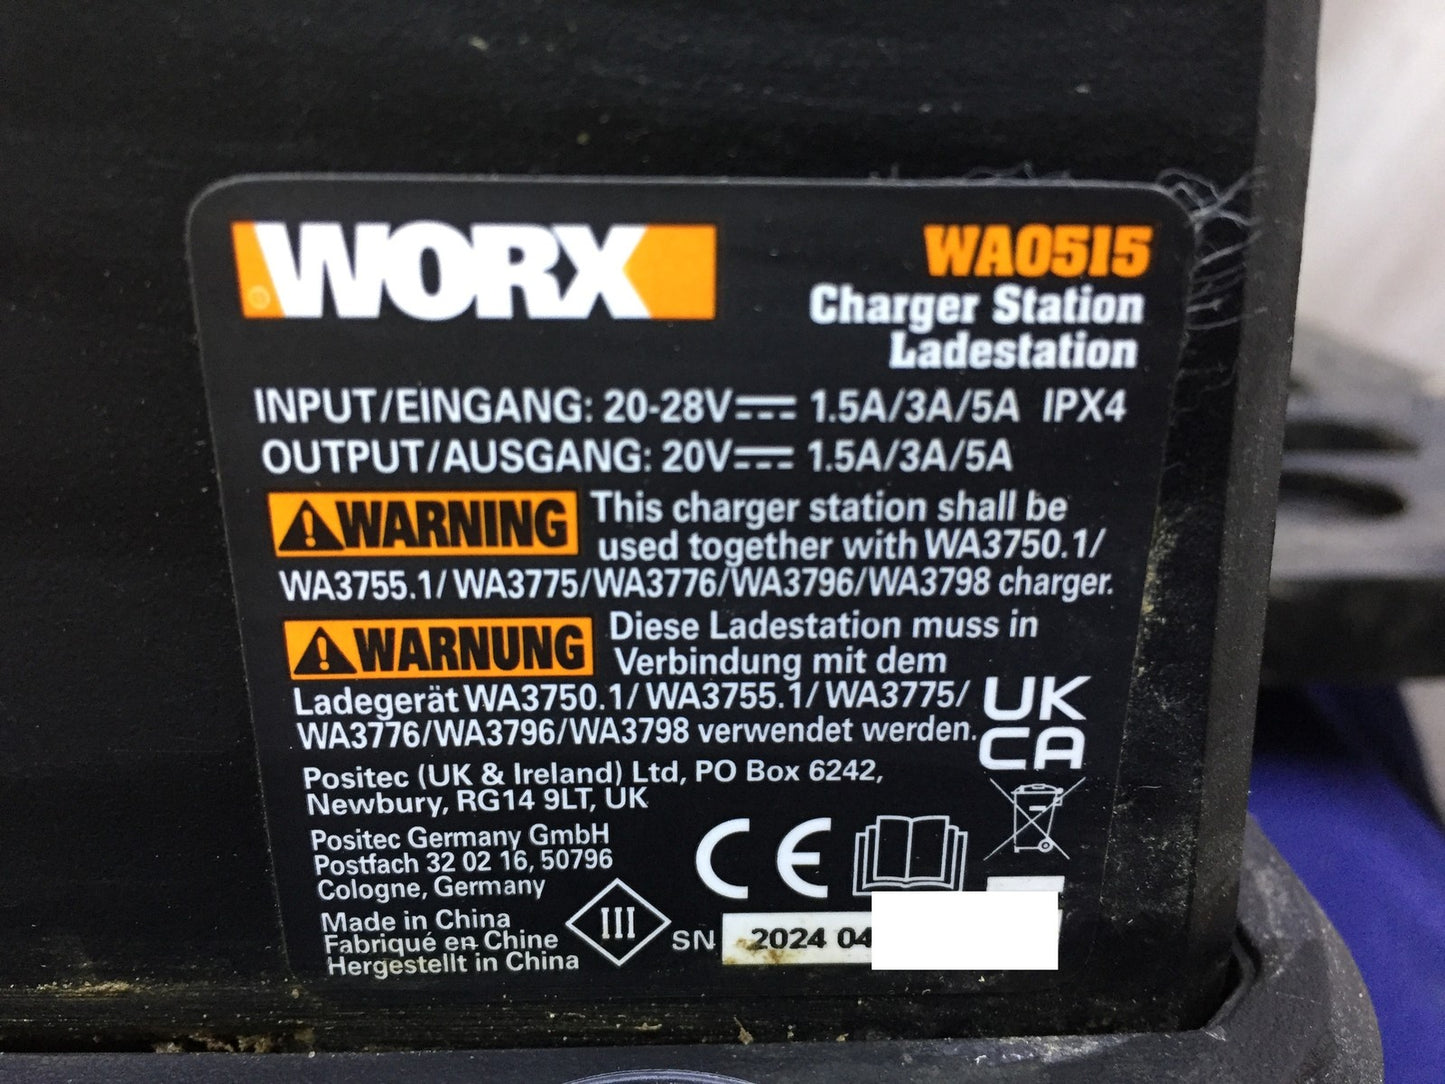 WORX
WA0515
Charger Station
Ladestation
INPUT/EINGANG: 20-28V⎓ 1.5A/3A/5A IPX4
OUTPUT/AUSGANG: 20V⎓ 1.5A/3A/5A
WARNING This charger station shall be
used together with WA3750.1/
WA3755.1/ WA3775/WA3776/WA3796/WA3798 charger.
WARNUNG Diese Ladestation muss in
Verbindung mit dem
Ladegerät WA3750.1/ WA3755.1/ WA3775/
WA3776/WA3796/WA3798 verwendet werden.
UK
CA
Positec (UK & Ireland) Ltd, PO Box 6242,
Newbury, RG14 9LT, UK
Positec Germany GmbH
Postfach 32 02 16, 50796
Cologne, Germany
CE
Made in China
Fabriqué en Chine
Hergestellt in China
III
SN 2024 04